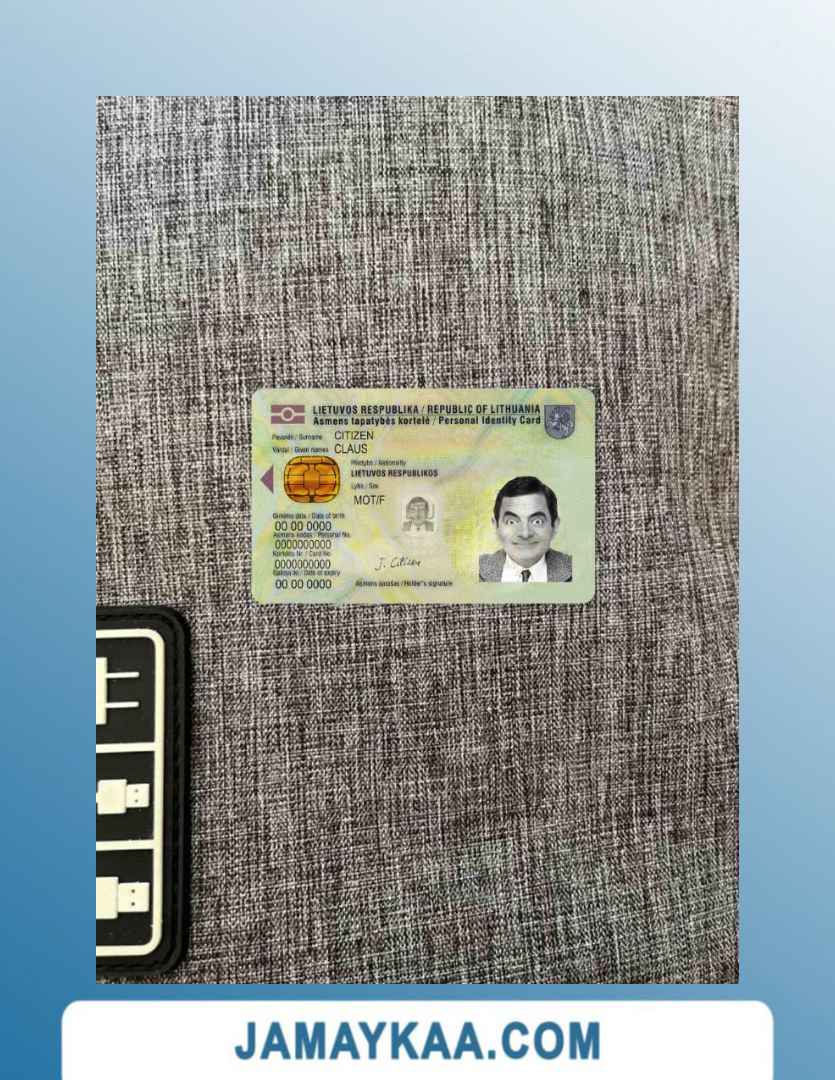 LIETUVOS RESPUBLIKA / REPUBLIC OF LITHUANIA
Asmens tapatybės kortelė / Personal Identity Card
Pavardė / Surname CITIZEN
Vardai / Given names CLAUS
Pilietybė / Nationality
LIETUVOS RESPUBLIKOS
Lytis / Sex
MOT/F
Gimimo data / Date of birth
00 00 0000
Asmens kodas / Personal No.
0000000000
Kortelės Nr. / Card No.
0000000000
Galioja iki / Date of expiry
00 00 0000
J. Citizen
Asmens parašas / Holder's signature
JAMAYKAA.COM